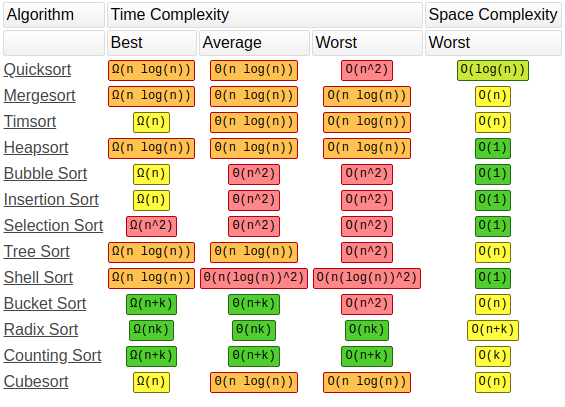 Algorithm Time Complexity Space Complexity
Best Average Worst Worst
Quicksort Ω(n log(n)) Θ(n log(n)) O(n^2) O(log(n))
Mergesort Ω(n log(n)) Θ(n log(n)) O(n log(n)) O(n)
Timsort Ω(n) Θ(n log(n)) O(n log(n)) O(n)
Heapsort Ω(n log(n)) Θ(n log(n)) O(n log(n)) O(1)
Bubble Sort Ω(n) Θ(n^2) O(n^2) O(1)
Insertion Sort Ω(n) Θ(n^2) O(n^2) O(1)
Selection Sort Ω(n^2) Θ(n^2) O(n^2) O(1)
Tree Sort Ω(n log(n)) Θ(n log(n)) O(n^2) O(n)
Shell Sort Ω(n log(n)) Θ(n(log(n))^2) O(n(log(n))^2) O(1)
Bucket Sort Ω(n+k) Θ(n+k) O(n^2) O(n)
Radix Sort Ω(nk) Θ(nk) O(nk) O(n+k)
Counting Sort Ω(n+k) Θ(n+k) O(n+k) O(k)
Cubesort Ω(n) Θ(n log(n)) O(n log(n)) O(n)